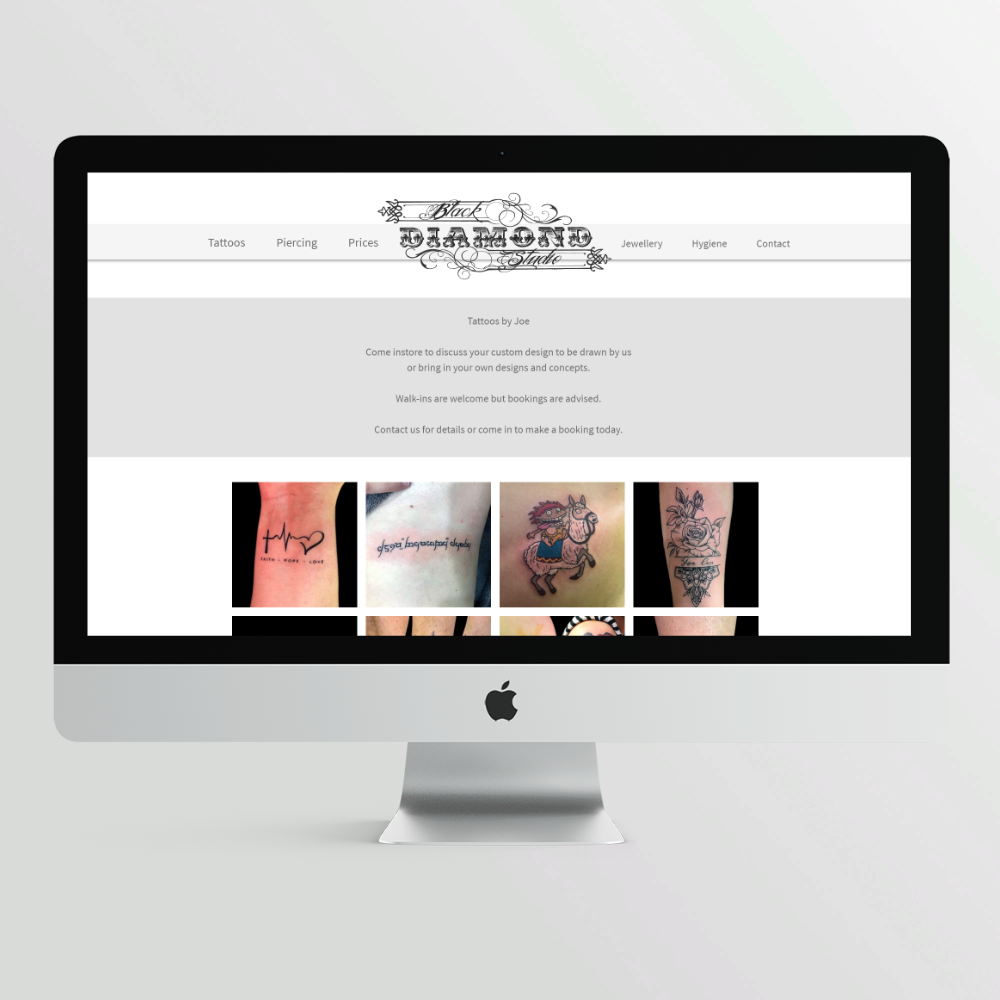 Black
DIAMOND
Studio
Tattoos Piercing Prices Jewellery Hygiene Contact
Tattoos by Joe
Come instore to discuss your custom design to be drawn by us
or bring in your own designs and concepts.
Walk-ins are welcome but bookings are advised.
Contact us for details or come in to make a booking today.
FAITH - HOPE - LOVE